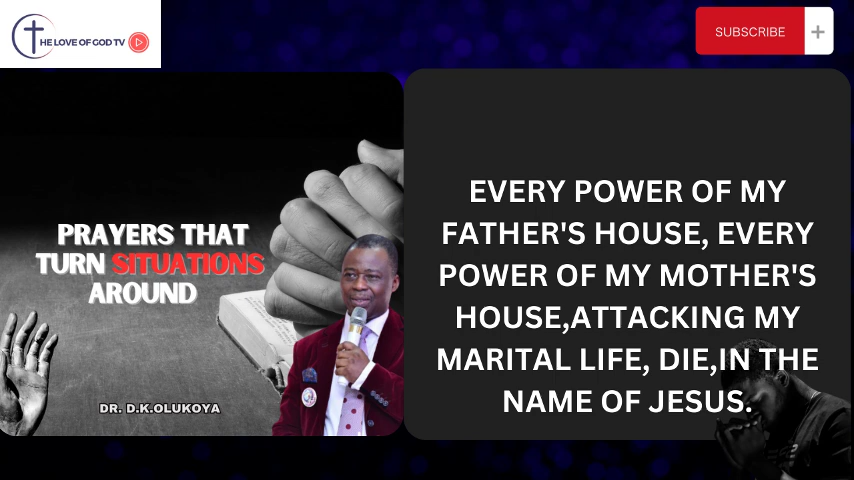 THE LOVE OF GOD TV
SUBSCRIBE +
PRAYERS THAT
TURN SITUATIONS
AROUND
DR. D.K.OLUKOYA
EVERY POWER OF MY
FATHER'S HOUSE, EVERY
POWER OF MY MOTHER'S
HOUSE,ATTACKING MY
MARITAL LIFE, DIE,IN THE
NAME OF JESUS.